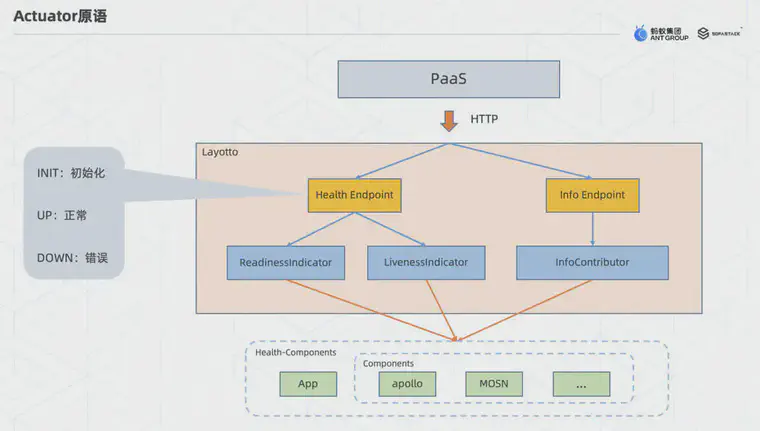 Actuator原语
蚂蚁集团
ANT GROUP
SOFASTACK
PaaS
HTTP
Layotto
INIT：初始化
UP：正常
DOWN：错误
Health Endpoint
Info Endpoint
ReadinessIndicator
LivenessIndicator
InfoContributor
Health-Components
Components
App
apollo
MOSN
...